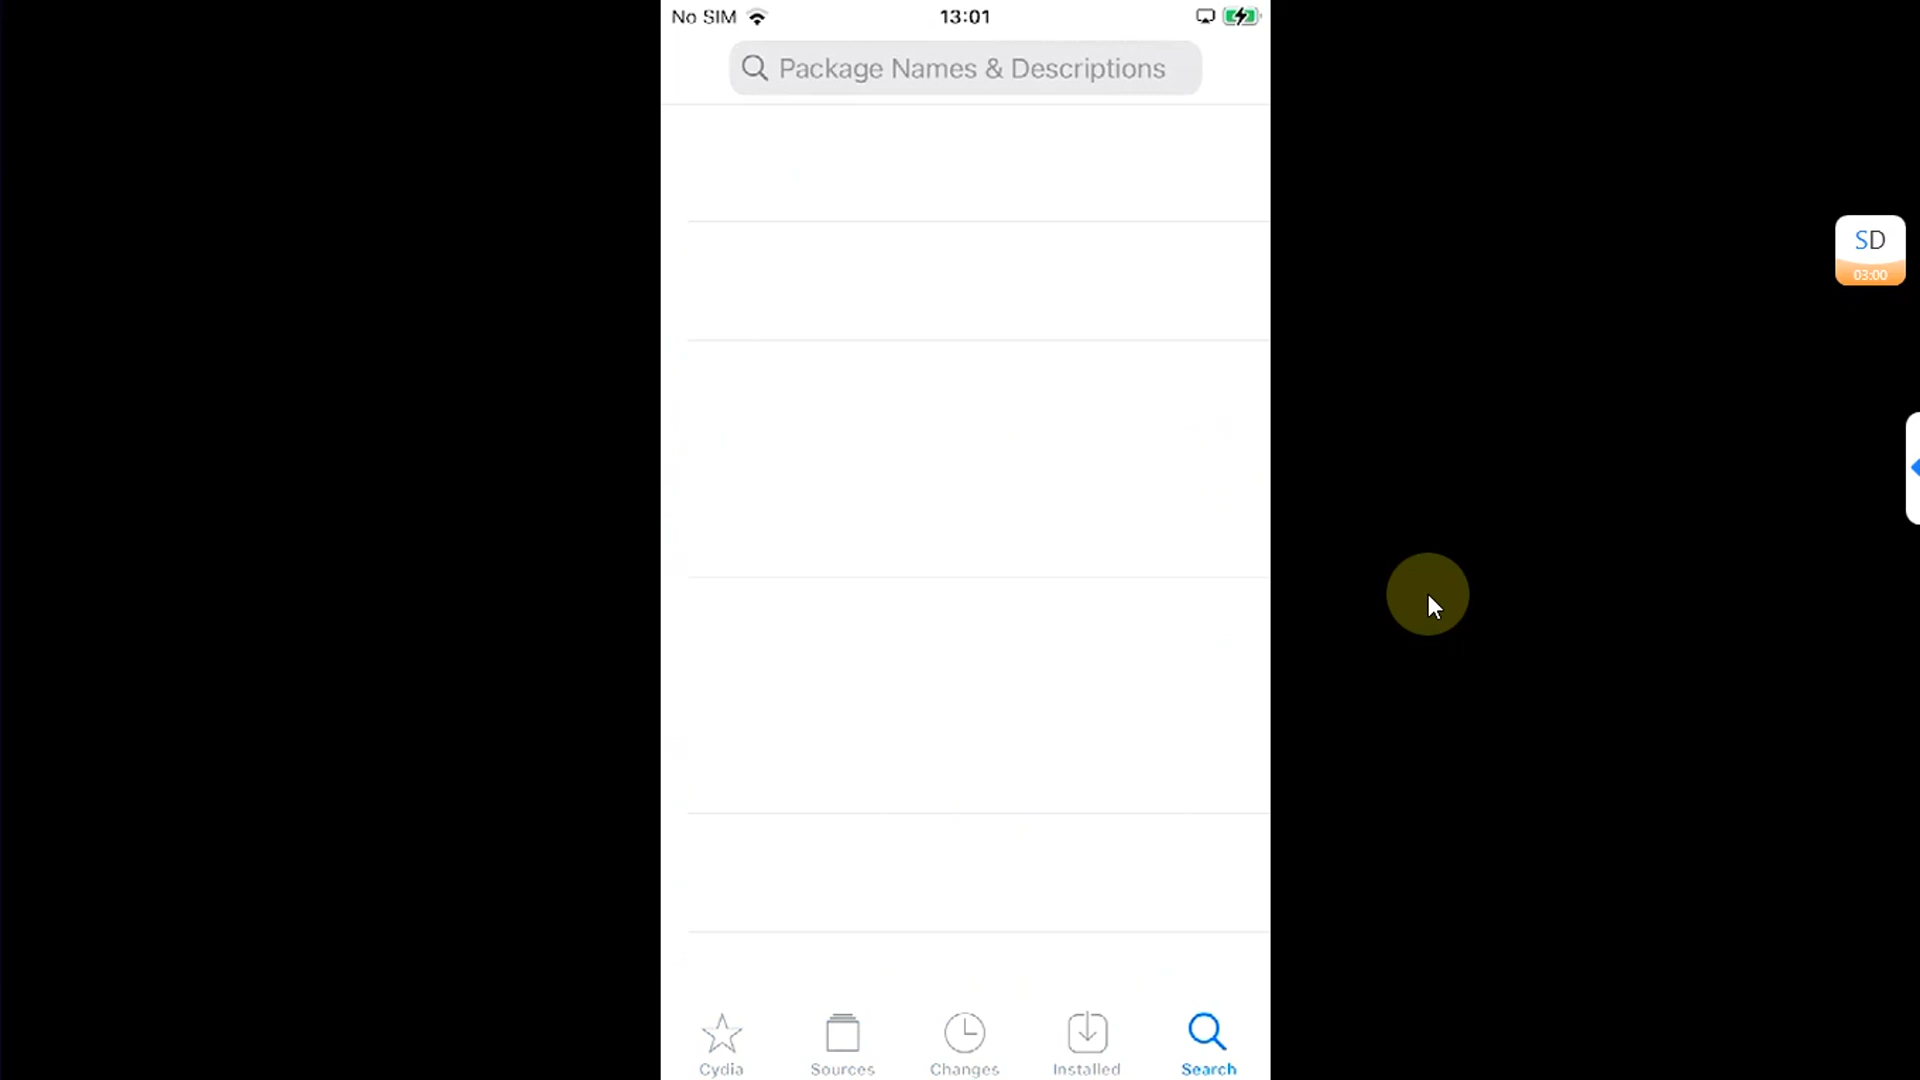 No SIM
13:01
Package Names & Descriptions
SD
03:00
Cydia
Sources
Changes
Installed
Search